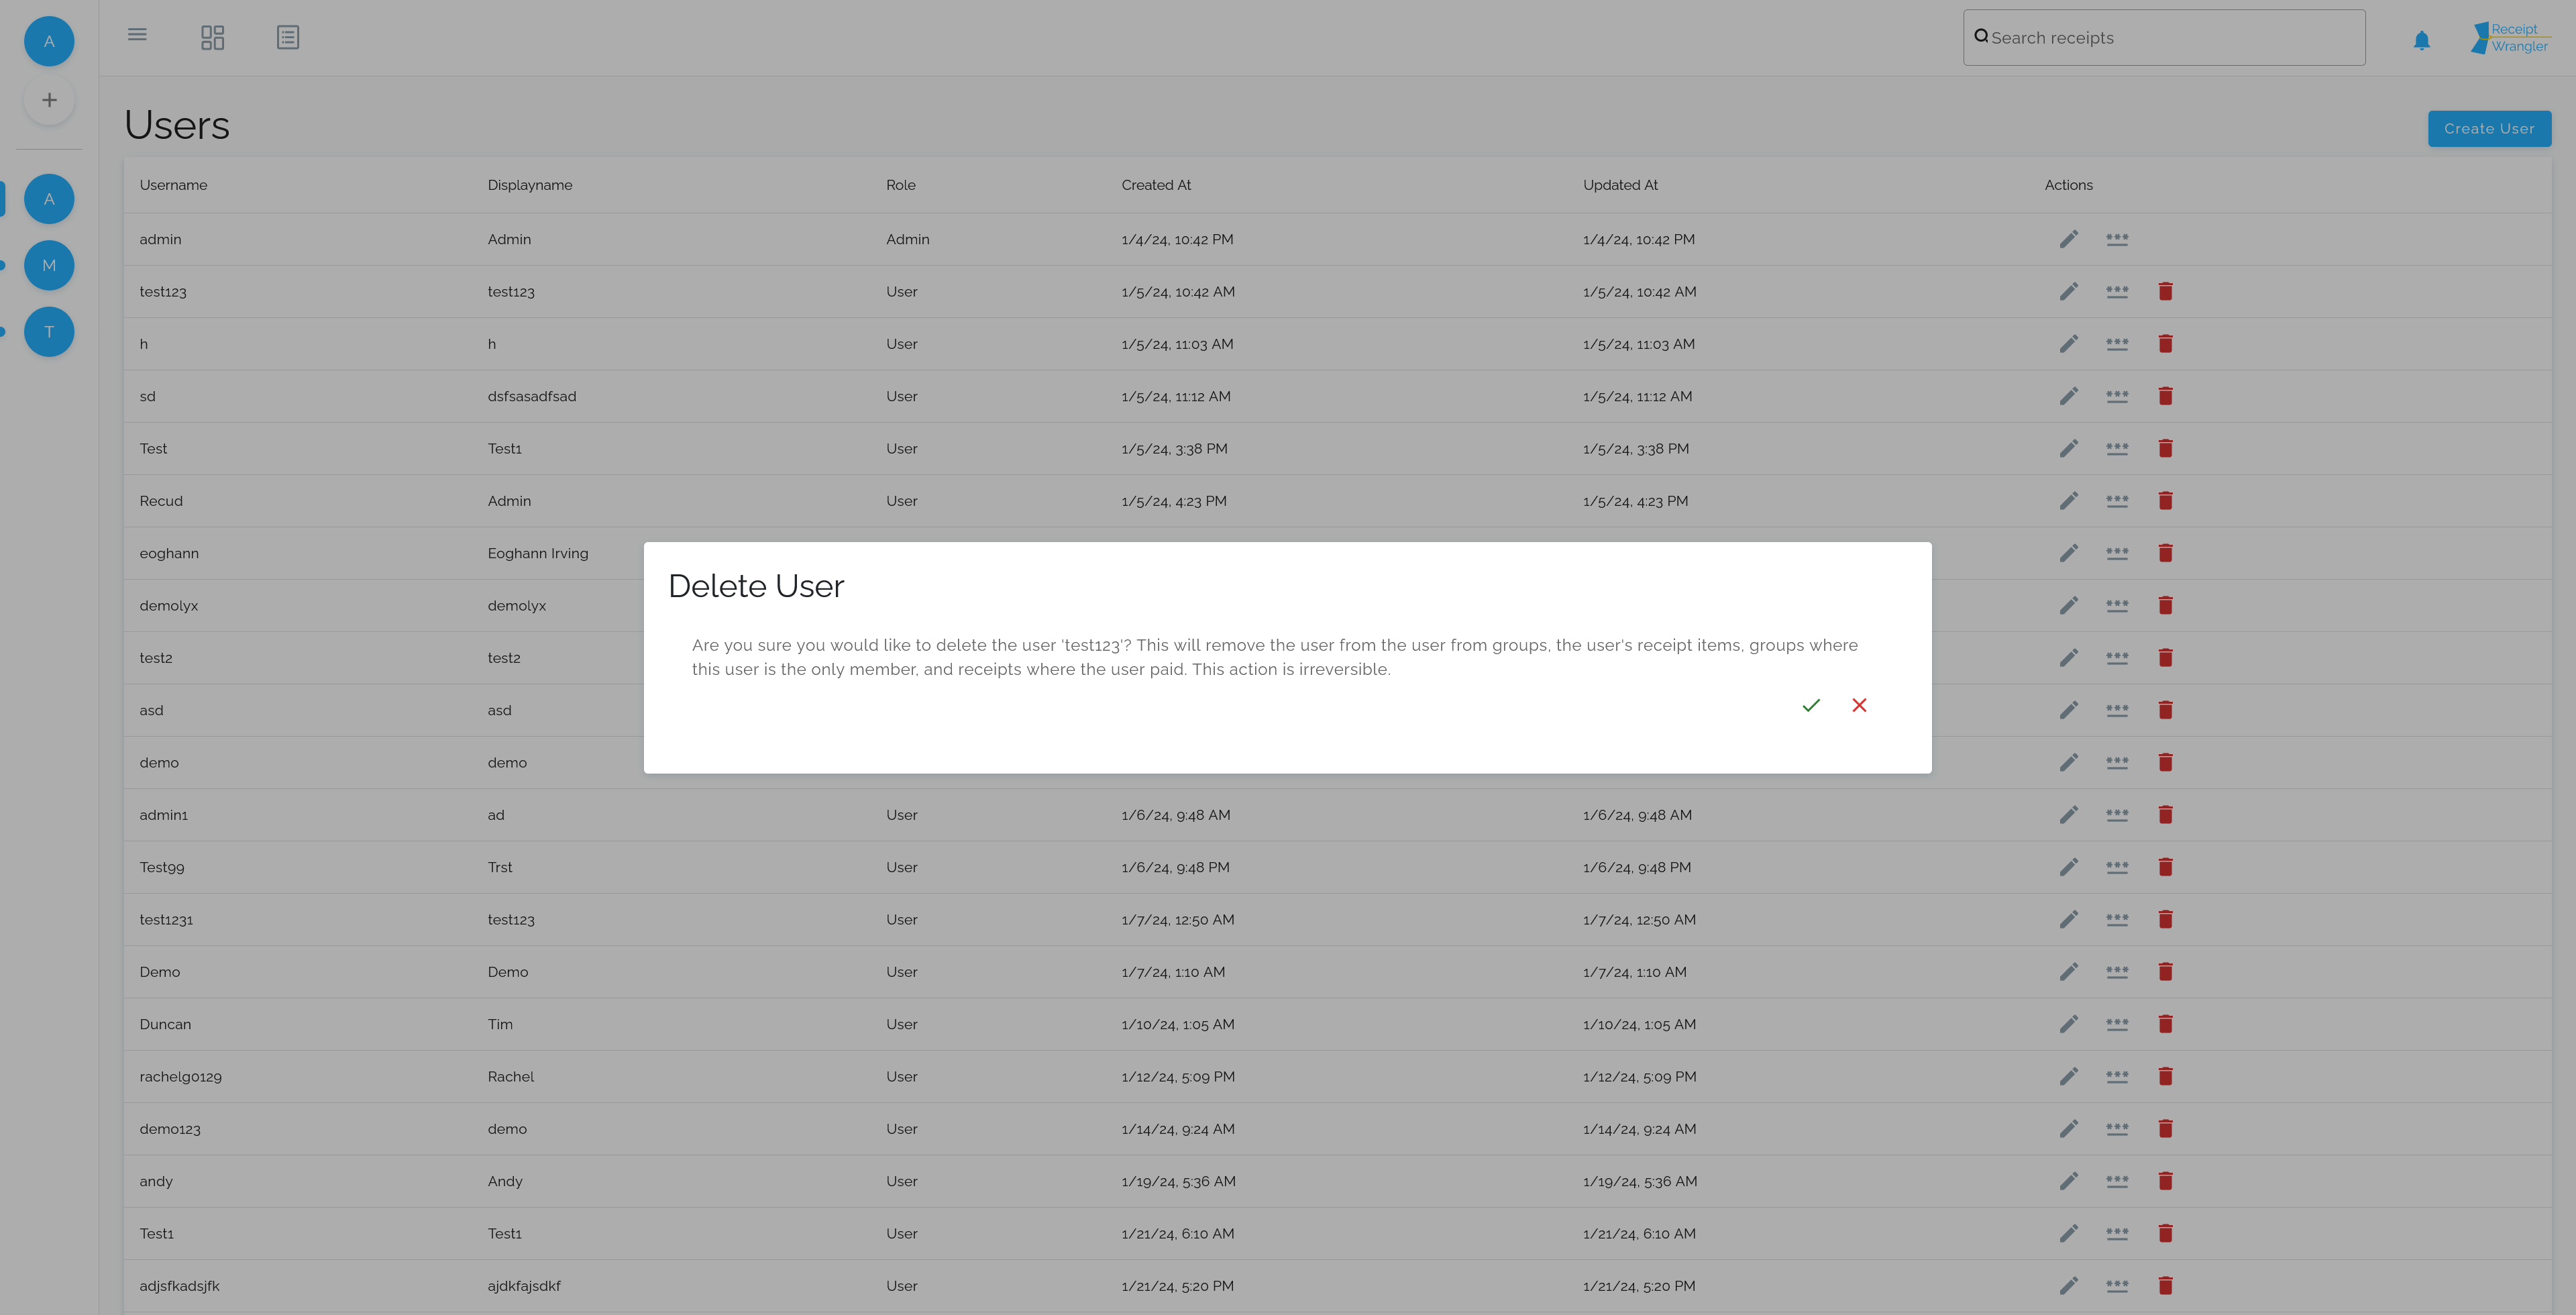 A
Search receipts
Receipt
Wrangler
+
Users
Create User
A
M
T
Username Displayname Role Created At Updated At Actions
admin Admin Admin 1/4/24, 10:42 PM 1/4/24, 10:42 PM
test123 test123 User 1/5/24, 10:42 AM 1/5/24, 10:42 AM
h h User 1/5/24, 11:03 AM 1/5/24, 11:03 AM
sd dsfsasadfsad User 1/5/24, 11:12 AM 1/5/24, 11:12 AM
Test Test1 User 1/5/24, 3:38 PM 1/5/24, 3:38 PM
Recud Admin User 1/5/24, 4:23 PM 1/5/24, 4:23 PM
eoghann Eoghann Irving
demolyx demolyx
test2 test2
asd asd
demo demo
Delete User
Are you sure you would like to delete the user 'test123'? This will remove the user from the user from groups, the user's receipt items, groups where
this user is the only member, and receipts where the user paid. This action is irreversible.
admin1 ad User 1/6/24, 9:48 AM 1/6/24, 9:48 AM
Test99 Trst User 1/6/24, 9:48 PM 1/6/24, 9:48 PM
test1231 test123 User 1/7/24, 12:50 AM 1/7/24, 12:50 AM
Demo Demo User 1/7/24, 1:10 AM 1/7/24, 1:10 AM
Duncan Tim User 1/10/24, 1:05 AM 1/10/24, 1:05 AM
rachelg0129 Rachel User 1/12/24, 5:09 PM 1/12/24, 5:09 PM
demo123 demo User 1/14/24, 9:24 AM 1/14/24, 9:24 AM
andy Andy User 1/19/24, 5:36 AM 1/19/24, 5:36 AM
Test1 Test1 User 1/21/24, 6:10 AM 1/21/24, 6:10 AM
adjsfkadsjfk ajdkfajsdkf User 1/21/24, 5:20 PM 1/21/24, 5:20 PM